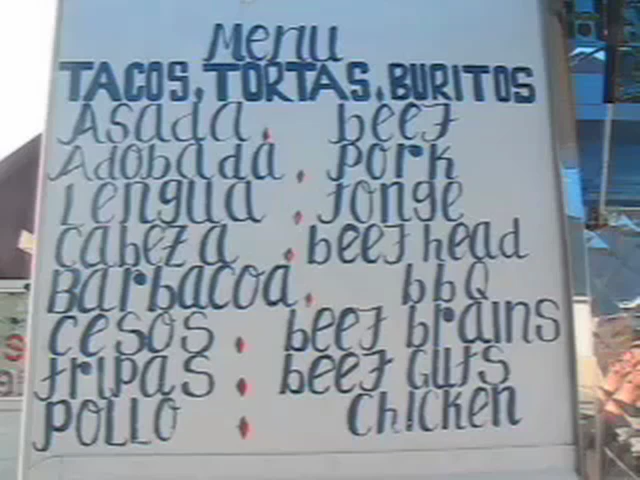 Menu
TACOS. TORTAS. BURITOS
Asada. beef
Adobada. pork
Lengua. tonge
Cabeza. beef head
Barbacoa. bbQ
CESOS. beef brains
tripas. BEEF GUTS
POLLO. Chicken